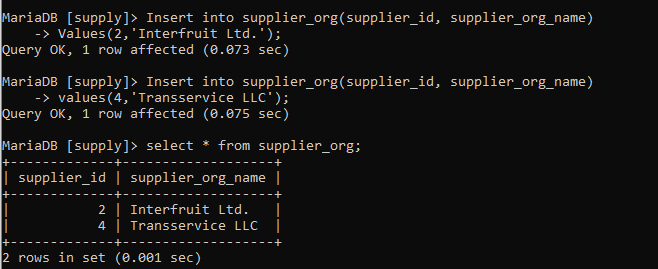 MariaDB [supply]> Insert into supplier_org(supplier_id, supplier_org_name)
    -> Values(2,'Interfruit Ltd.');
Query OK, 1 row affected (0.073 sec)

MariaDB [supply]> Insert into supplier_org(supplier_id, supplier_org_name)
    -> values(4,'Transservice LLC');
Query OK, 1 row affected (0.075 sec)

MariaDB [supply]> select * from supplier_org;
+-------------+-------------------+
| supplier_id | supplier_org_name |
+-------------+-------------------+
|           2 | Interfruit Ltd.   |
|           4 | Transservice LLC  |
+-------------+-------------------+
2 rows in set (0.001 sec)